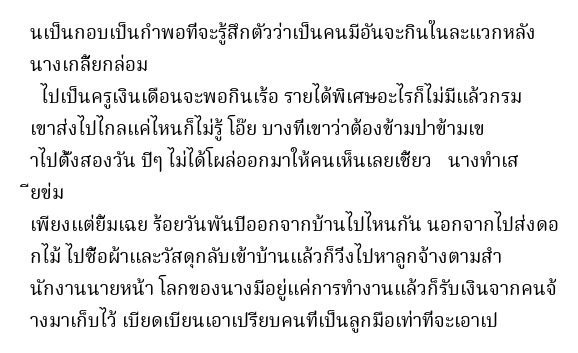 นเป็นกอบเป็นกำพอที่จะรู้สึกตัวว่าเป็นคนมีอันจะกินในละแวกหลัง
นางเกลี้ยกล่อม
ไปเป็นครูเงินเดือนจะพอกินเร้อ รายได้พิเศษอะไรก็ไม่มีแล้วกรม
เขาส่งไปไกลแค่ไหนก็ไม่รู้ โอ๊ย บางทีเขาว่าต้องข้ามป่าข้ามเข
าไปตั้งสองวัน ปีๆ ไม่ได้โผล่ออกมาให้คนเห็นเลยเชียว นางทำเส
ียข่ม
เพียงแต่ยิ้มเฉย ร้อยวันพันปีออกจากบ้านไปไหนกัน นอกจากไปส่งดอ
กไม้ ไปซื้อผ้าและวัสดุกลับเข้าบ้านแล้วก็วิ่งไปหาลูกจ้างตามสำ
นักงานนายหน้า โลกของนางมีอยู่แค่การทำงานแล้วก็รับเงินจากคนจ้
างมาเก็บไว้ เบียดเบียนเอาเปรียบคนที่เป็นลูกมือเท่าที่จะเอาเป